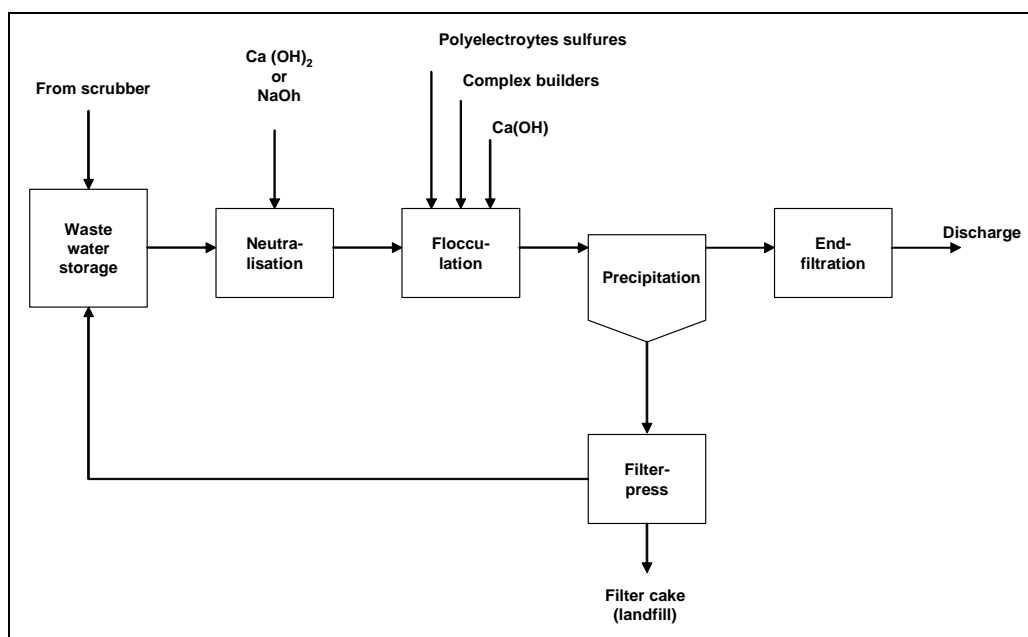 Polyelectroytes sulfures
Ca (OH)₂
or
NaOh
Complex builders
From scrubber
Ca(OH)
Waste
water
storage
Neutra-
lisation
Floccu-
lation
Precipitation
End-
filtration
Discharge
Filter-
press
Filter cake
(landfill)